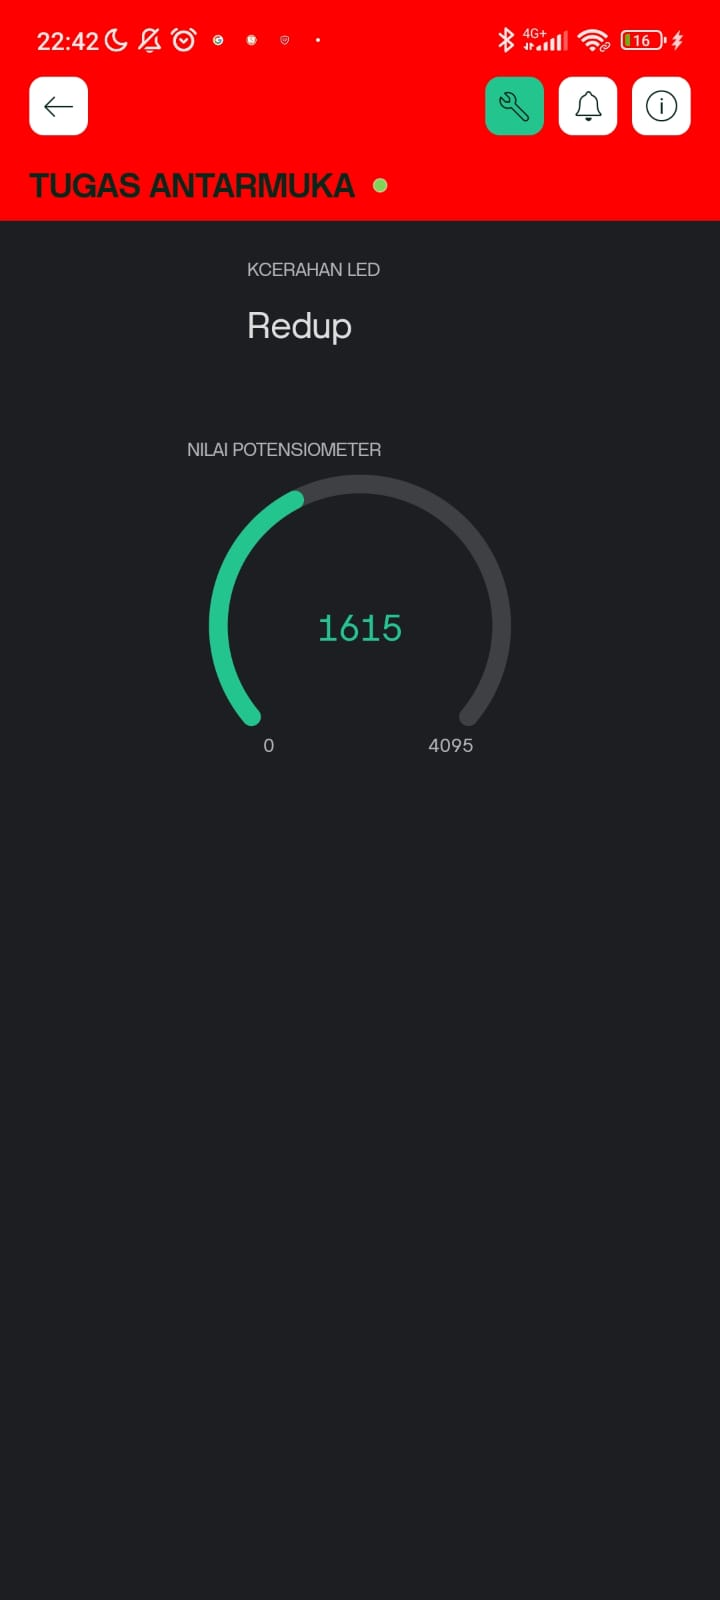 22:42
4G+
16
TUGAS ANTARMUKA
KCERAHAN LED
Redup
NILAI POTENSIOMETER
1615
0 4095